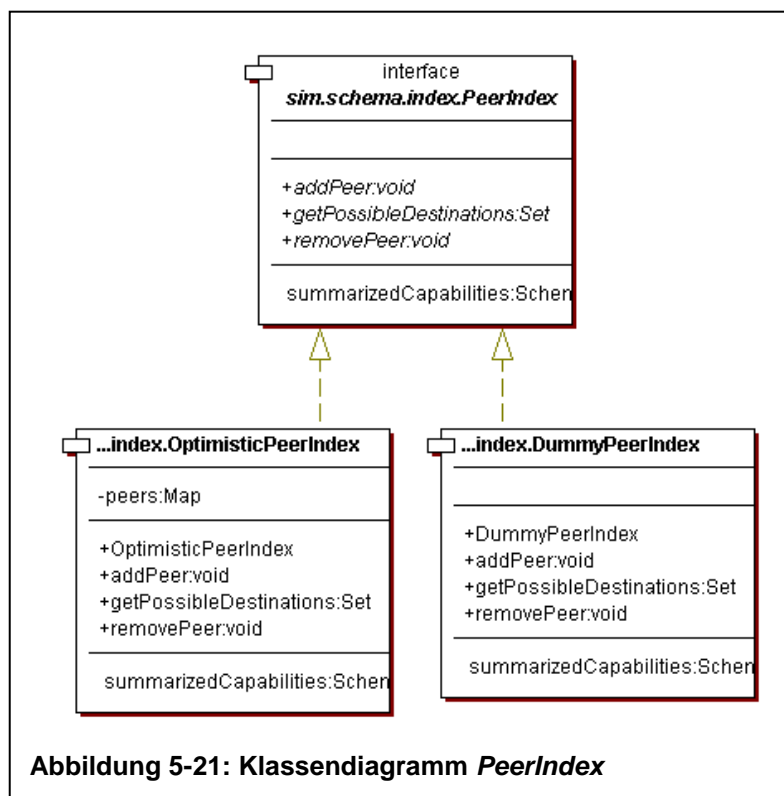 interface
sim.schema.index.PeerIndex
+addPeer:void
+getPossibleDestinations:Set
+removePeer:void
summarizedCapabilities:Schen
...index.OptimisticPeerIndex
-peers:Map
+OptimisticPeerIndex
+addPeer:void
+getPossibleDestinations:Set
+removePeer:void
summarizedCapabilities:Schen
...index.DummyPeerIndex
+DummyPeerIndex
+addPeer:void
+getPossibleDestinations:Set
+removePeer:void
summarizedCapabilities:Schen
Abbildung 5-21: Klassendiagramm PeerIndex